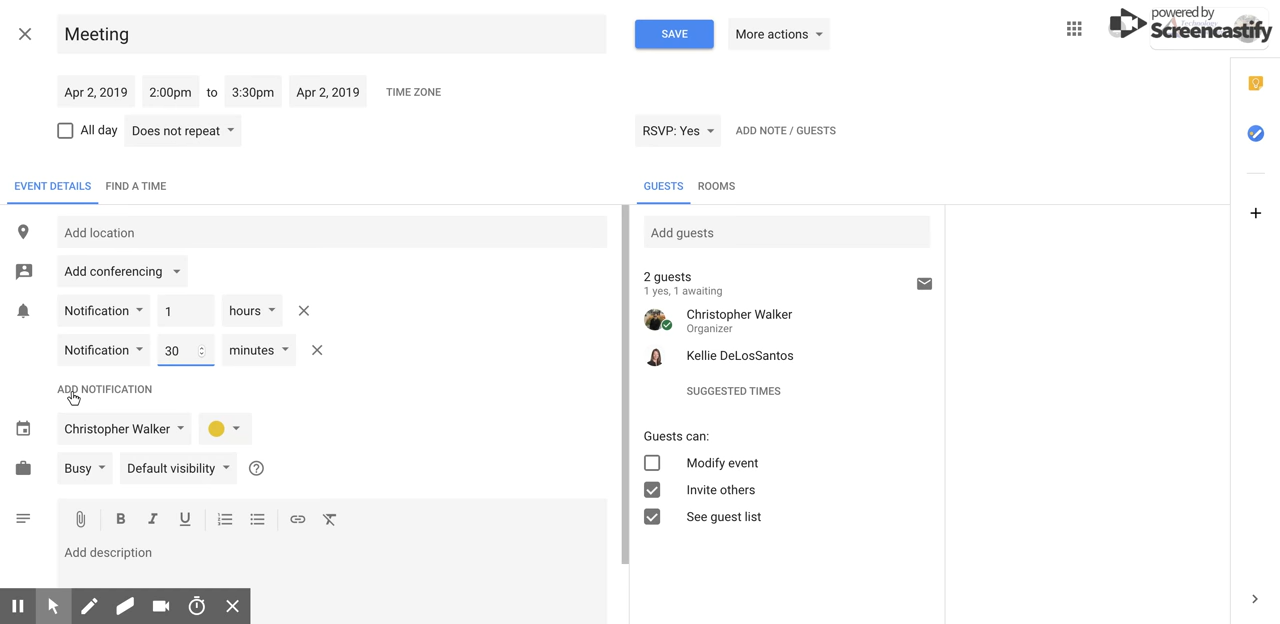 Meeting
SAVE
More actions
powered by
Screencastify
Apr 2, 2019 2:00pm to 3:30pm Apr 2, 2019 TIME ZONE
All day Does not repeat
RSVP: Yes ADD NOTE / GUESTS
EVENT DETAILS FIND A TIME
GUESTS ROOMS
Add location
Add conferencing
Notification 1 hours
Notification 30 minutes
ADD NOTIFICATION
Christopher Walker
Busy Default visibility ?
B I U
Add description
Add guests
2 guests
1 yes, 1 awaiting
Christopher Walker
Organizer
Kellie DeLosSantos
SUGGESTED TIMES
Guests can:
Modify event
Invite others
See guest list